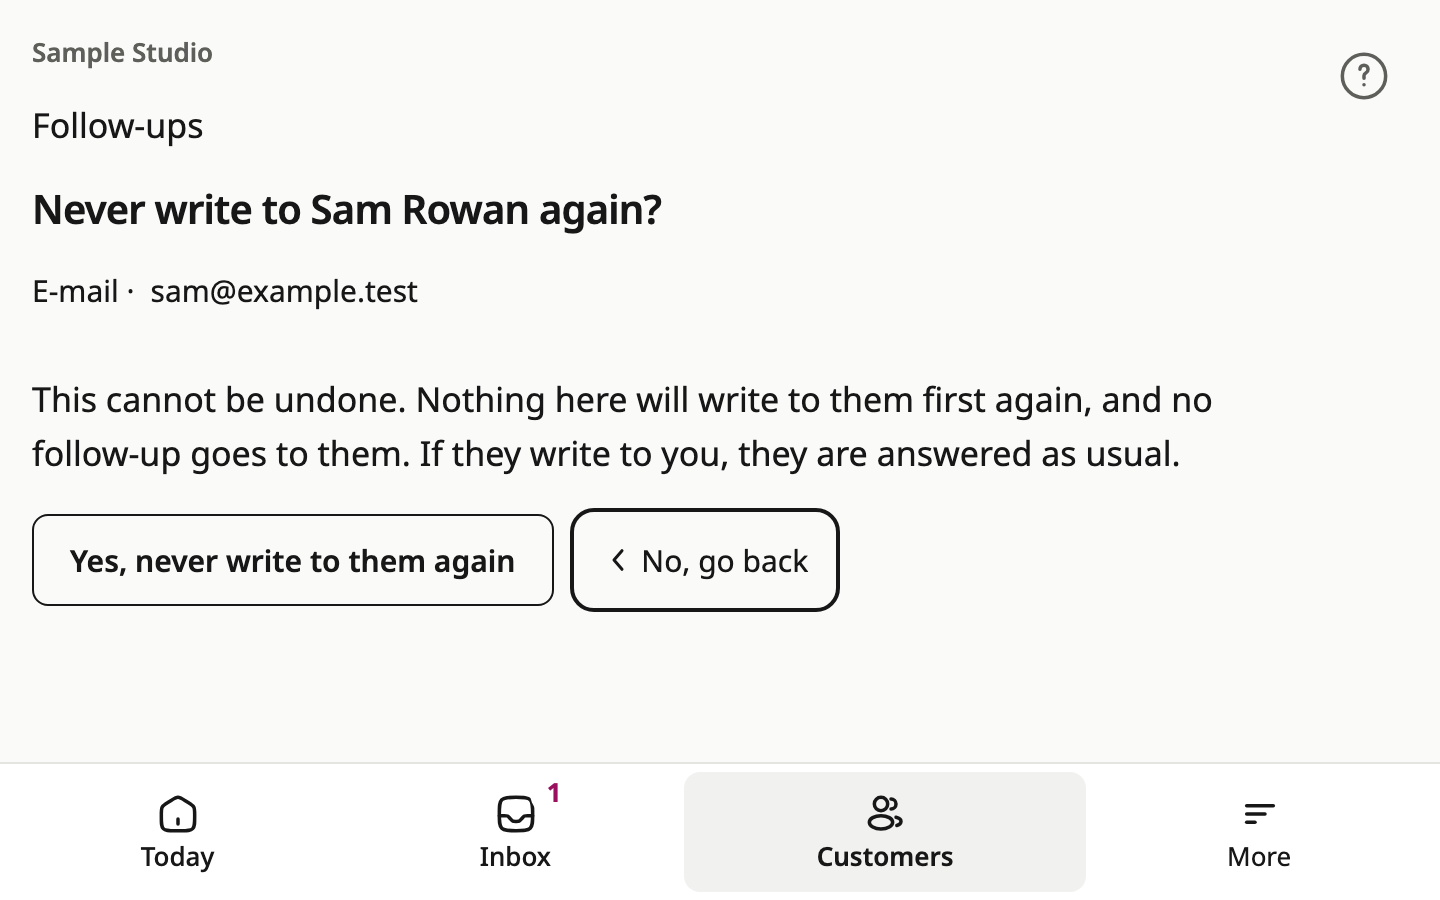 Sample Studio
?
Follow-ups
Never write to Sam Rowan again?
E-mail · sam@example.test
This cannot be undone. Nothing here will write to them first again, and no
follow-up goes to them. If they write to you, they are answered as usual.
Yes, never write to them again
No, go back
1
Today
Inbox
Customers
More